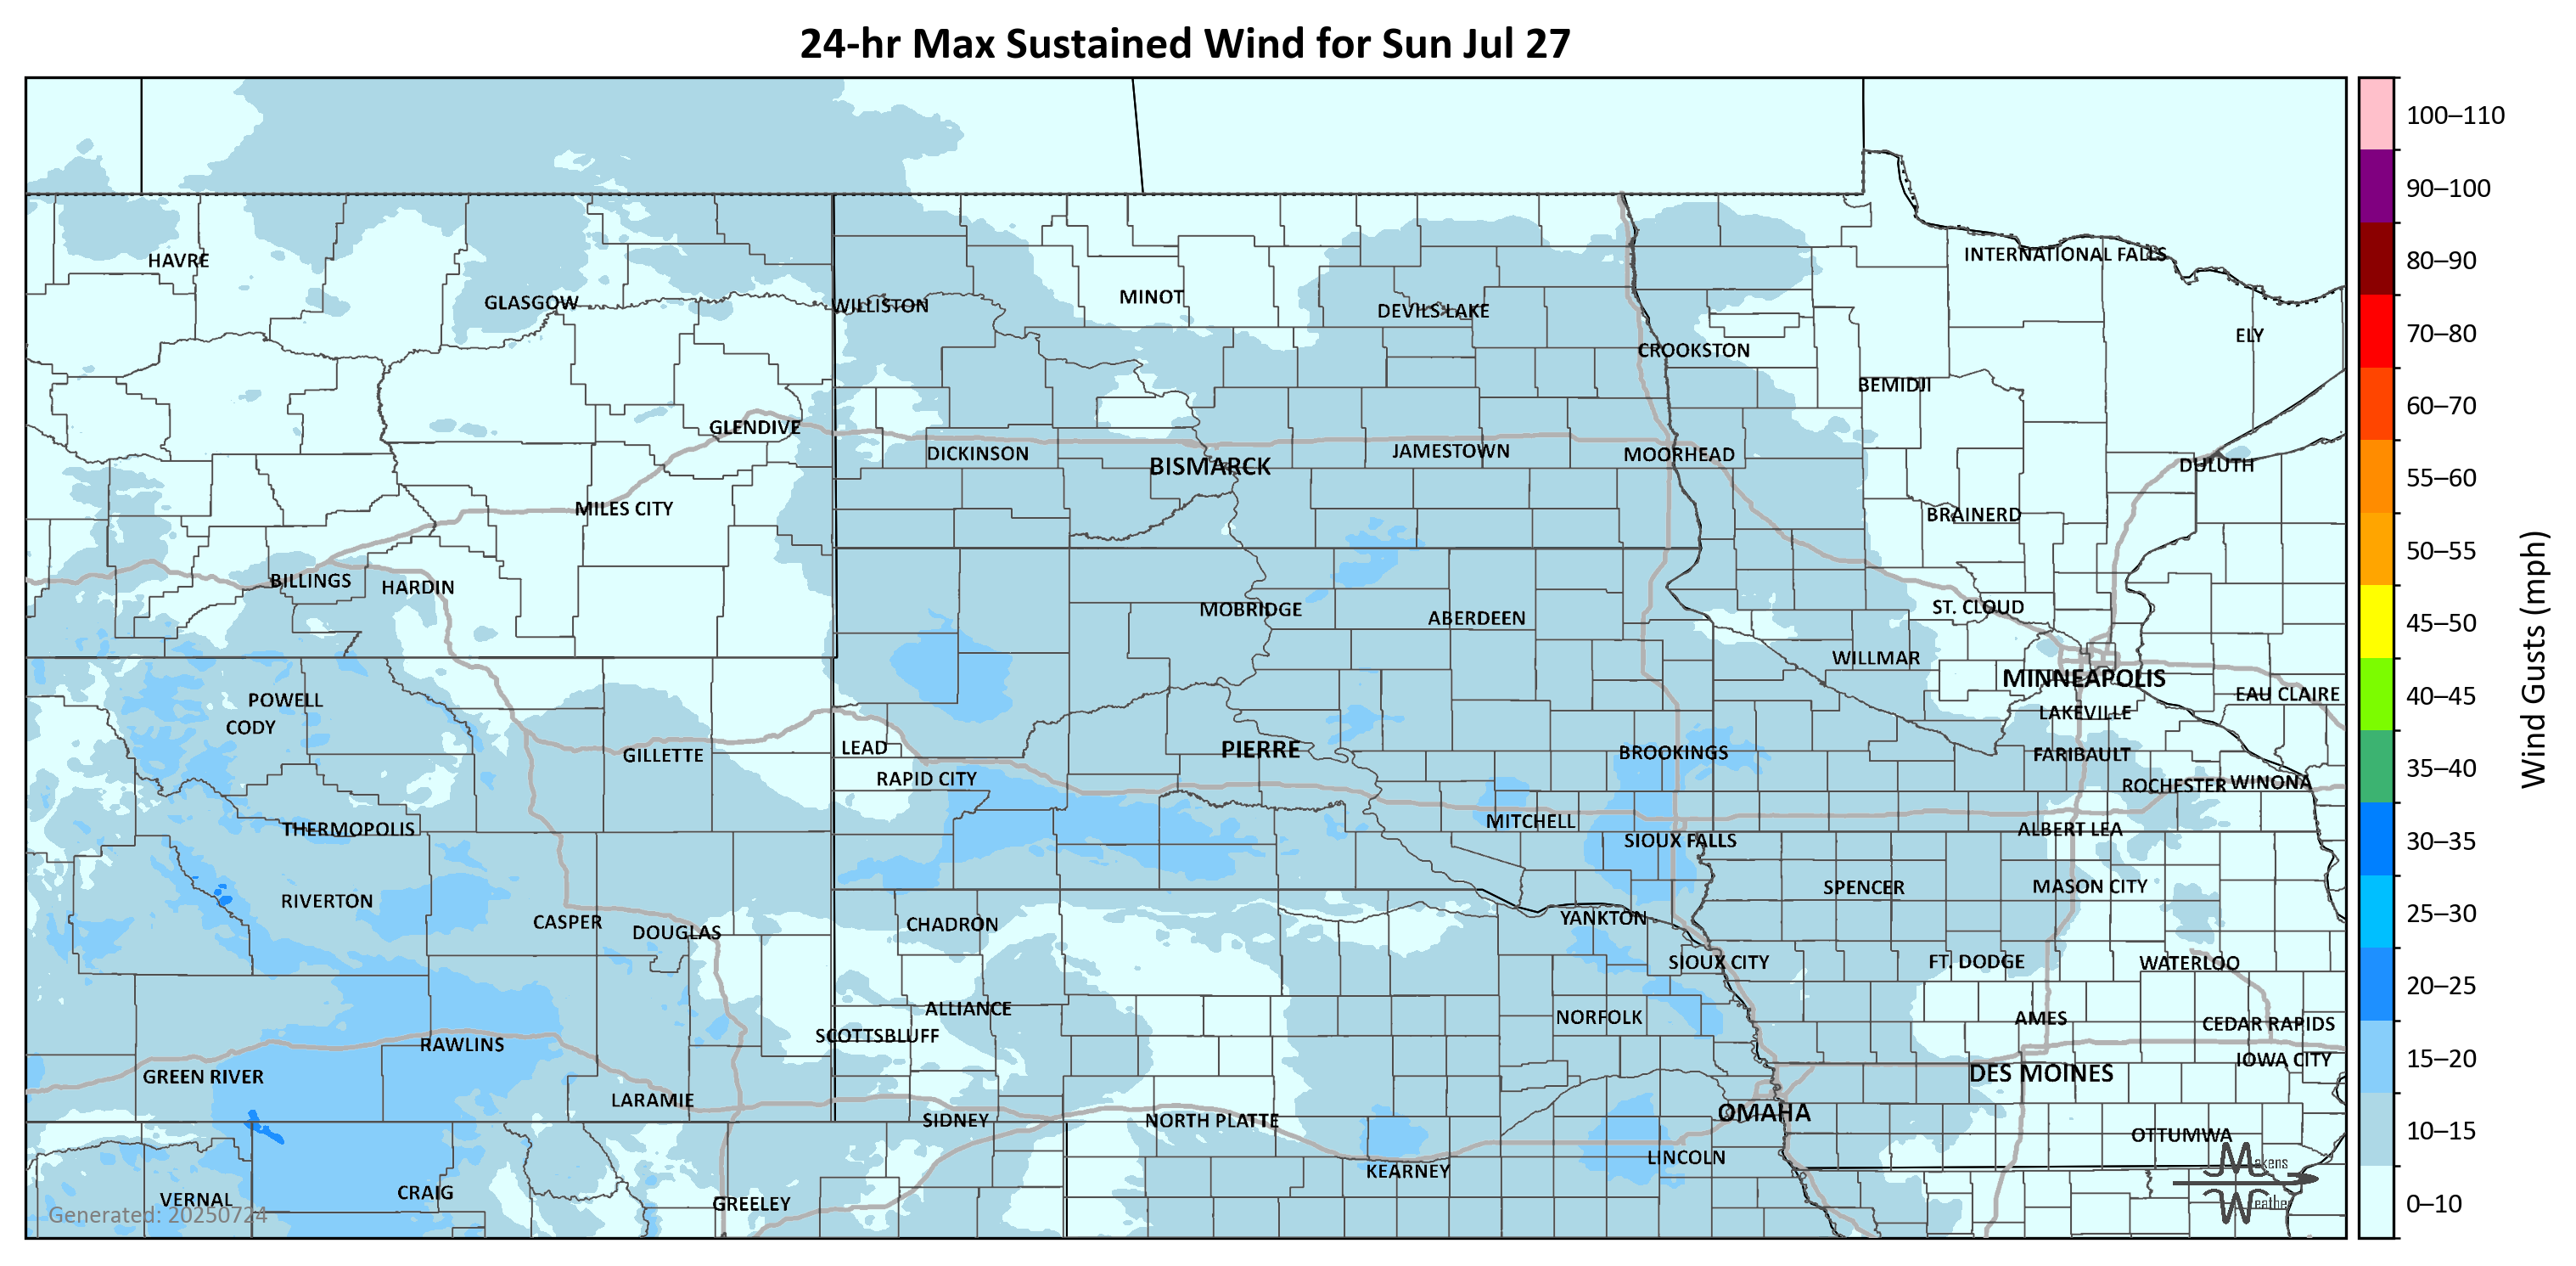 24-hr Max Sustained Wind for Sun Jul 27
HAVRE
GLASGOW
WILLISTON
MINOT
DEVILS LAKE
INTERNATIONAL FALLS
ELY
CROOKSTON
BEMIDJI
GLENDIVE
DICKINSON
BISMARCK
JAMESTOWN
MOORHEAD
DULUTH
MILES CITY
BRAINERD
BILLINGS
HARDIN
MOBRIDGE
ABERDEEN
ST. CLOUD
WILLMAR
MINNEAPOLIS
EAU CLAIRE
POWELL
CODY
LAKEVILLE
GILLETTE
LEAD
PIERRE
BROOKINGS
FARIBAULT
RAPID CITY
ROCHESTER
WINONA
THERMOPOLIS
MITCHELL
SIOUX FALLS
ALBERT LEA
RIVERTON
SPENCER
MASON CITY
CASPER
DOUGLAS
CHADRON
YANKTON
SIOUX CITY
FT. DODGE
WATERLOO
ALLIANCE
NORFOLK
AMES
CEDAR RAPIDS
SCOTTSBLUFF
RAWLINS
IOWA CITY
GREEN RIVER
DES MOINES
LARAMIE
SIDNEY
NORTH PLATTE
OMAHA
OTTUMWA
LINCOLN
KEARNEY
VERNAL
CRAIG
GREELEY
Generated: 20250724
Makens
Weather
100–110
90–100
80–90
70–80
60–70
55–60
50–55
45–50
40–45
35–40
30–35
25–30
20–25
15–20
10–15
0–10
Wind Gusts (mph)